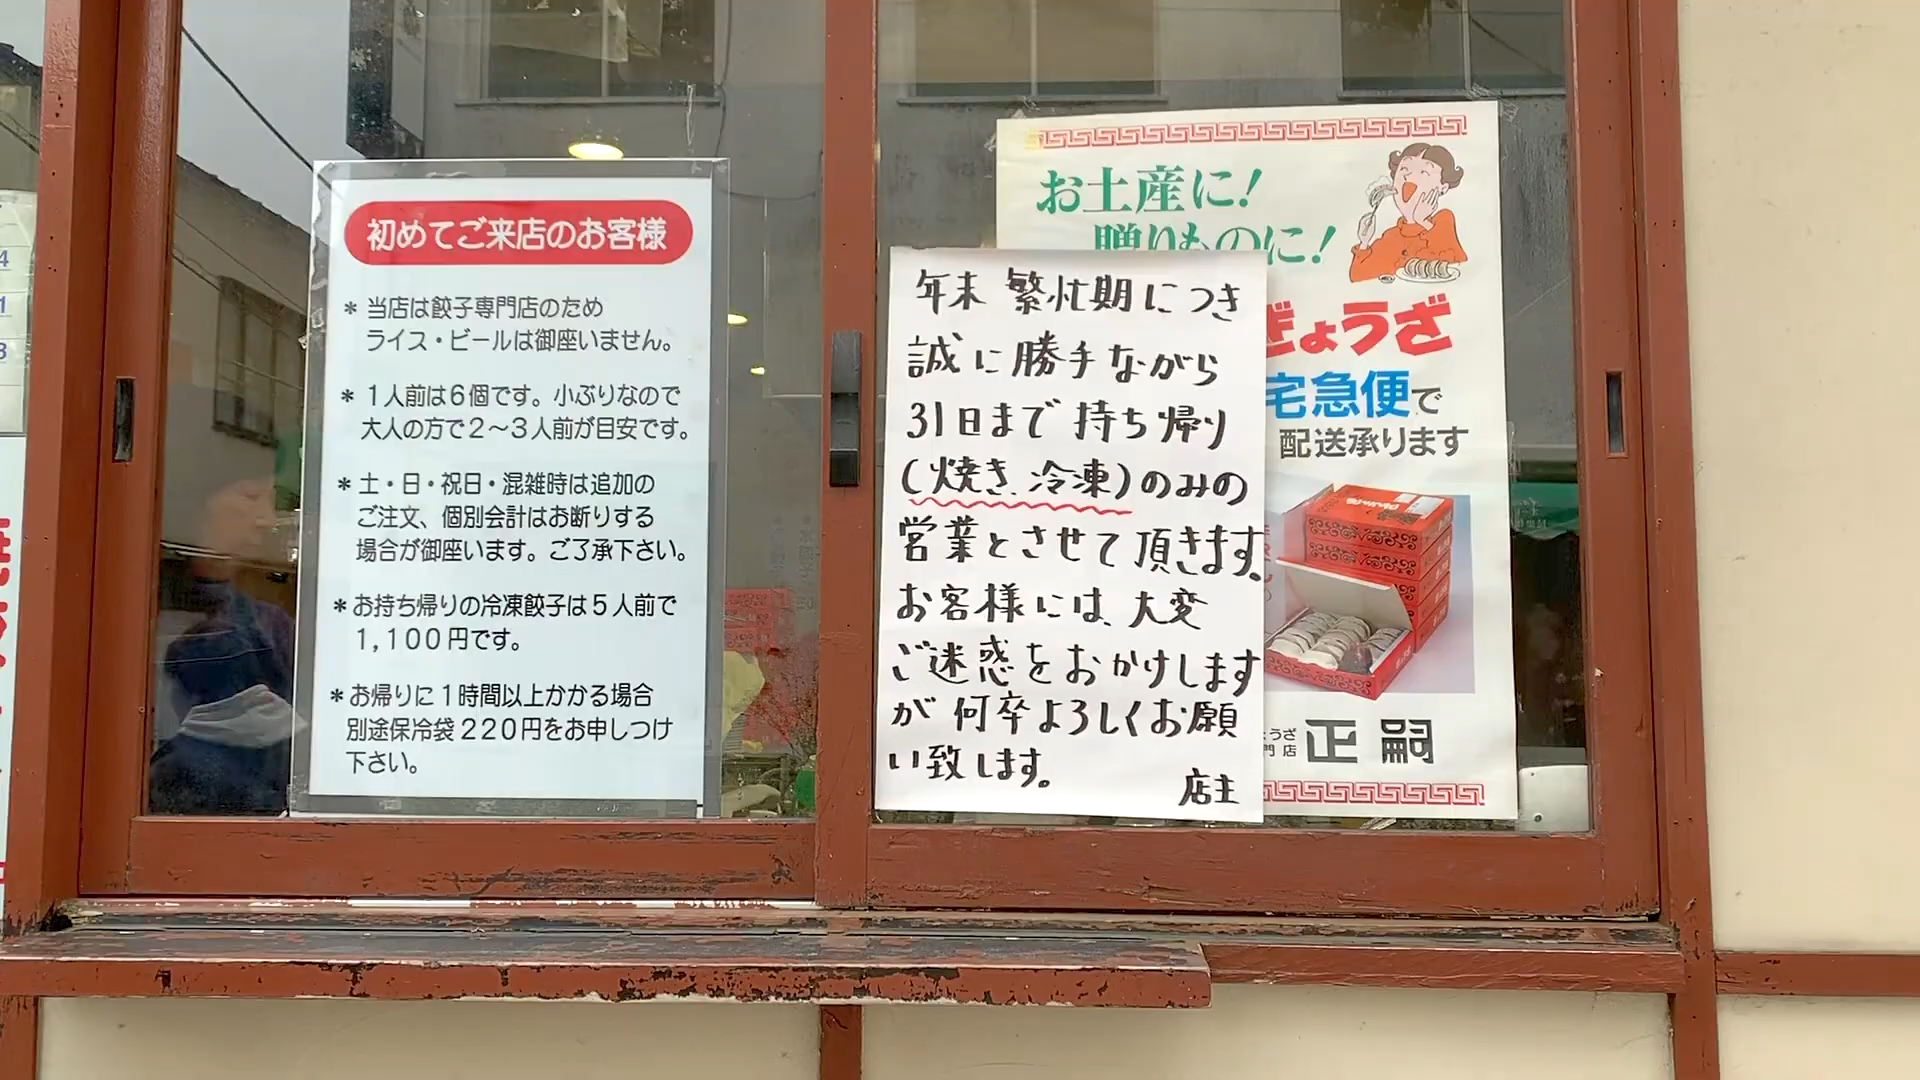 初めてご来店のお客様
＊当店は餃子専門店のため
ライス・ビールは御座いません。
＊１人前は６個です。小ぶりなので
大人の方で２～３人前が目安です。
＊土・日・祝日・混雑時は追加の
ご注文、個別会計はお断りする
場合が御座います。ご了承下さい。
＊お持ち帰りの冷凍餃子は５人前で
1,100円です。
＊お帰りに１時間以上かかる場合
別途保冷袋220円をお申しつけ
下さい。
年末 繁忙期につき
誠に勝手ながら
31日まで持ち帰り
(焼き、冷凍)のみの
営業とさせて頂きます。
お客様には、大変
ご迷惑をおかけします
が何卒よろしくお願
い致します。
店主
お土産に!
贈りものに!
ぎょうざ
宅急便で
配送承ります
うざ
門店
正嗣
4
1
3